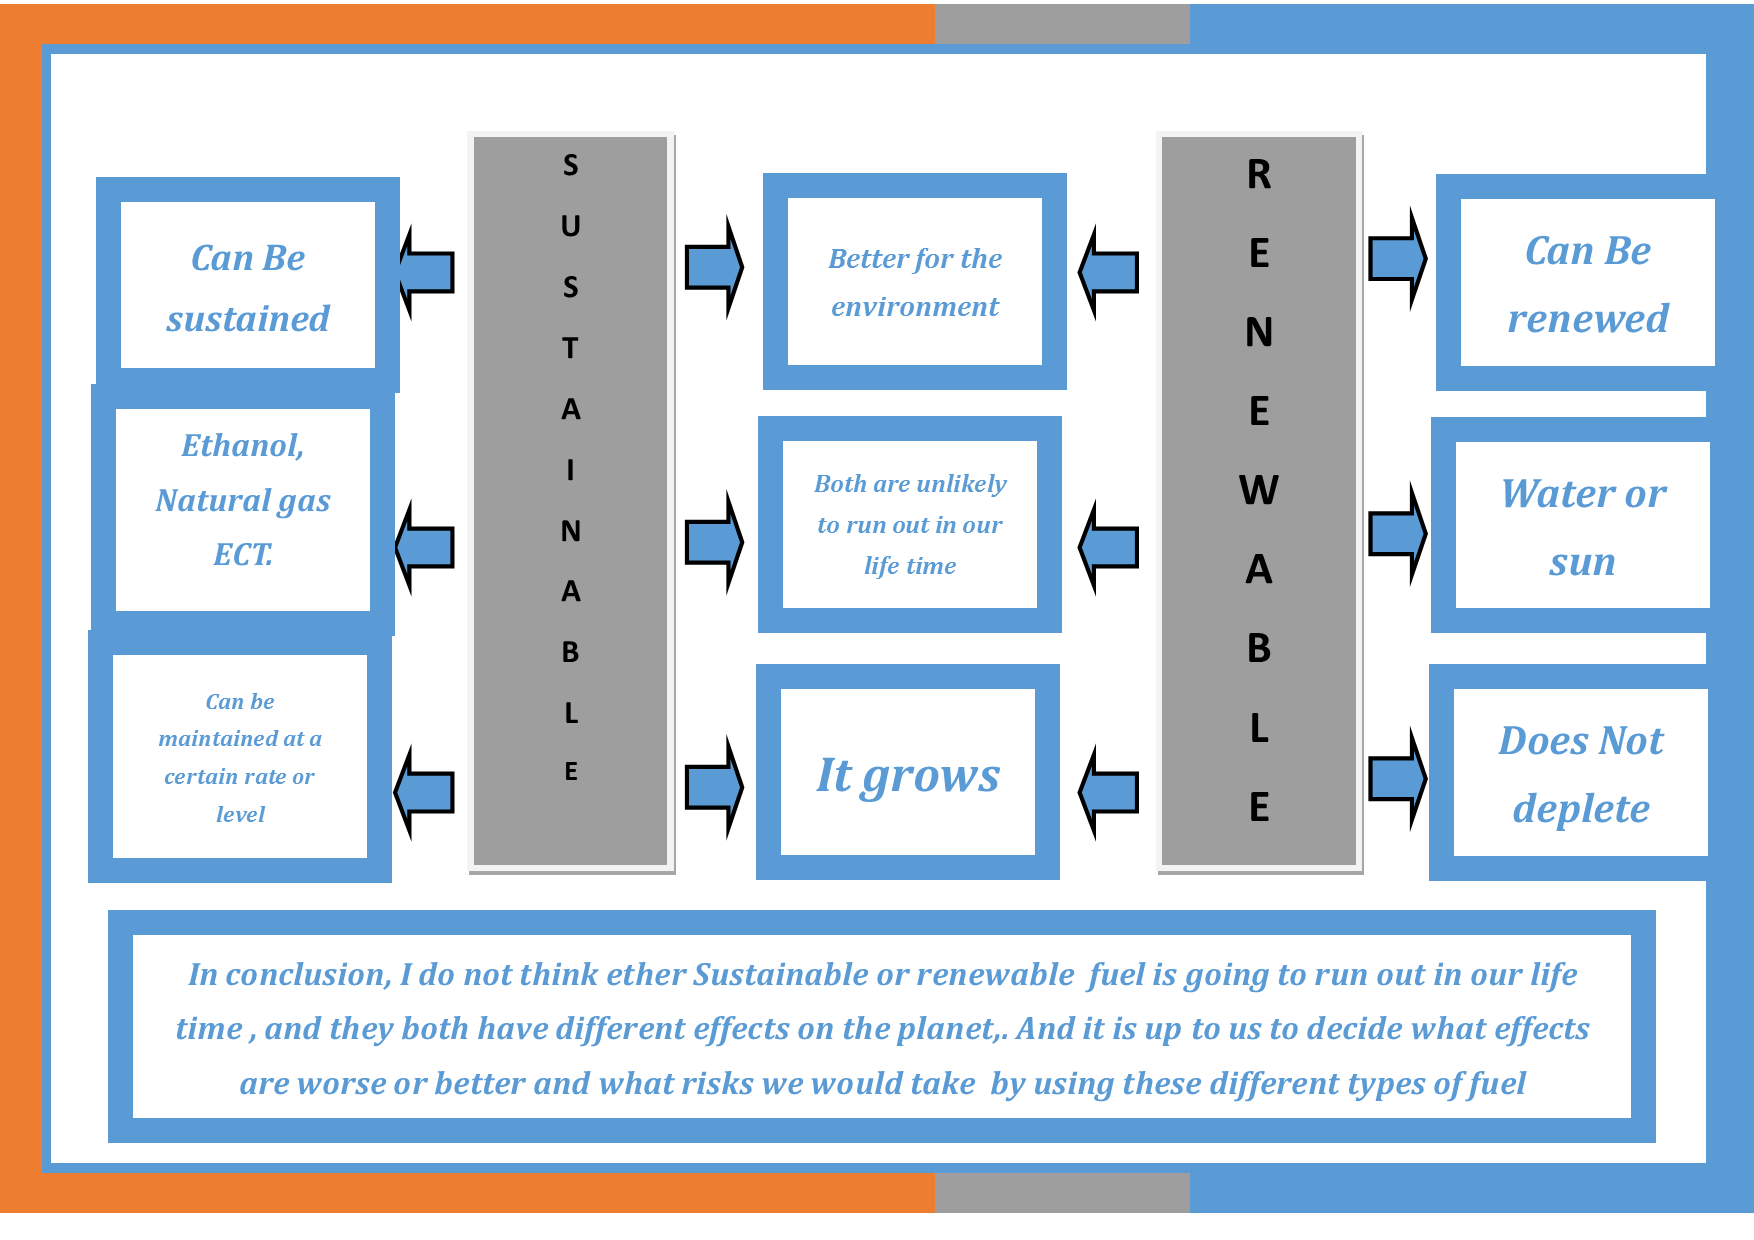 Can Be
sustained
Ethanol,
Natural gas
ECT.
Can be
maintained at a
certain rate or
level
S
U
S
T
A
I
N
A
B
L
E
Better for the
environment
Both are unlikely
to run out in our
life time
It grows
R
E
N
E
W
A
B
L
E
Can Be
renewed
Water or
sun
Does Not
deplete
In conclusion, I do not think ether Sustainable or renewable  fuel is going to run out in our life
time , and they both have different effects on the planet,. And it is up to us to decide what effects
are worse or better and what risks we would take  by using these different types of fuel